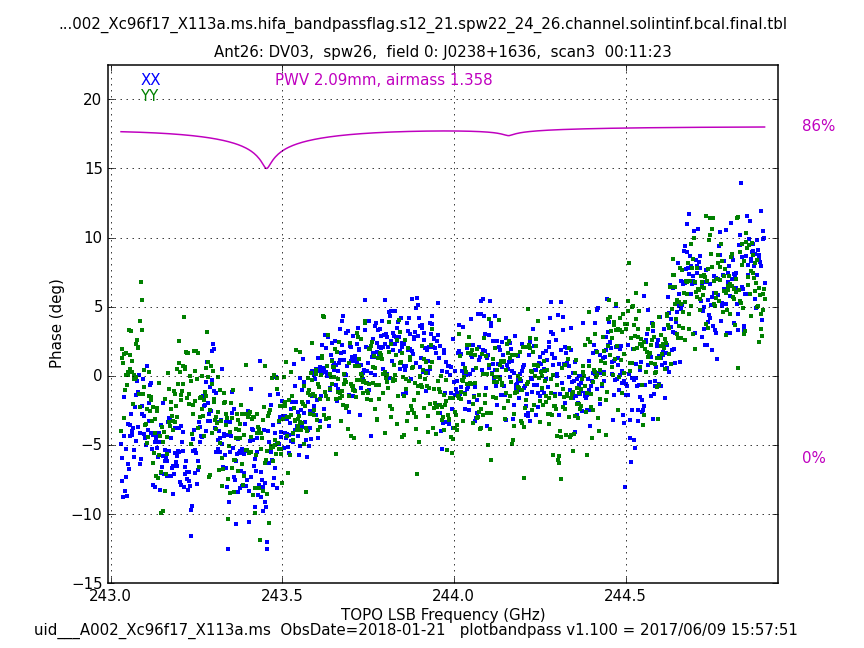 ...002_Xc96f17_X113a.ms.hifa_bandpassflag.s12_21.spw22_24_26.channel.solintinf.bcal.final.tbl
Ant26: DV03,  spw26,  field 0: J0238+1636,  scan3  00:11:23
XX
PWV 2.09mm, airmass 1.358
YY
20
86%
15
10
5
Phase (deg)
0
−5
0%
−10
−15
243.0 243.5 244.0 244.5
TOPO LSB Frequency (GHz)
uid___A002_Xc96f17_X113a.ms  ObsDate=2018-01-21   plotbandpass v1.100 = 2017/06/09 15:57:51